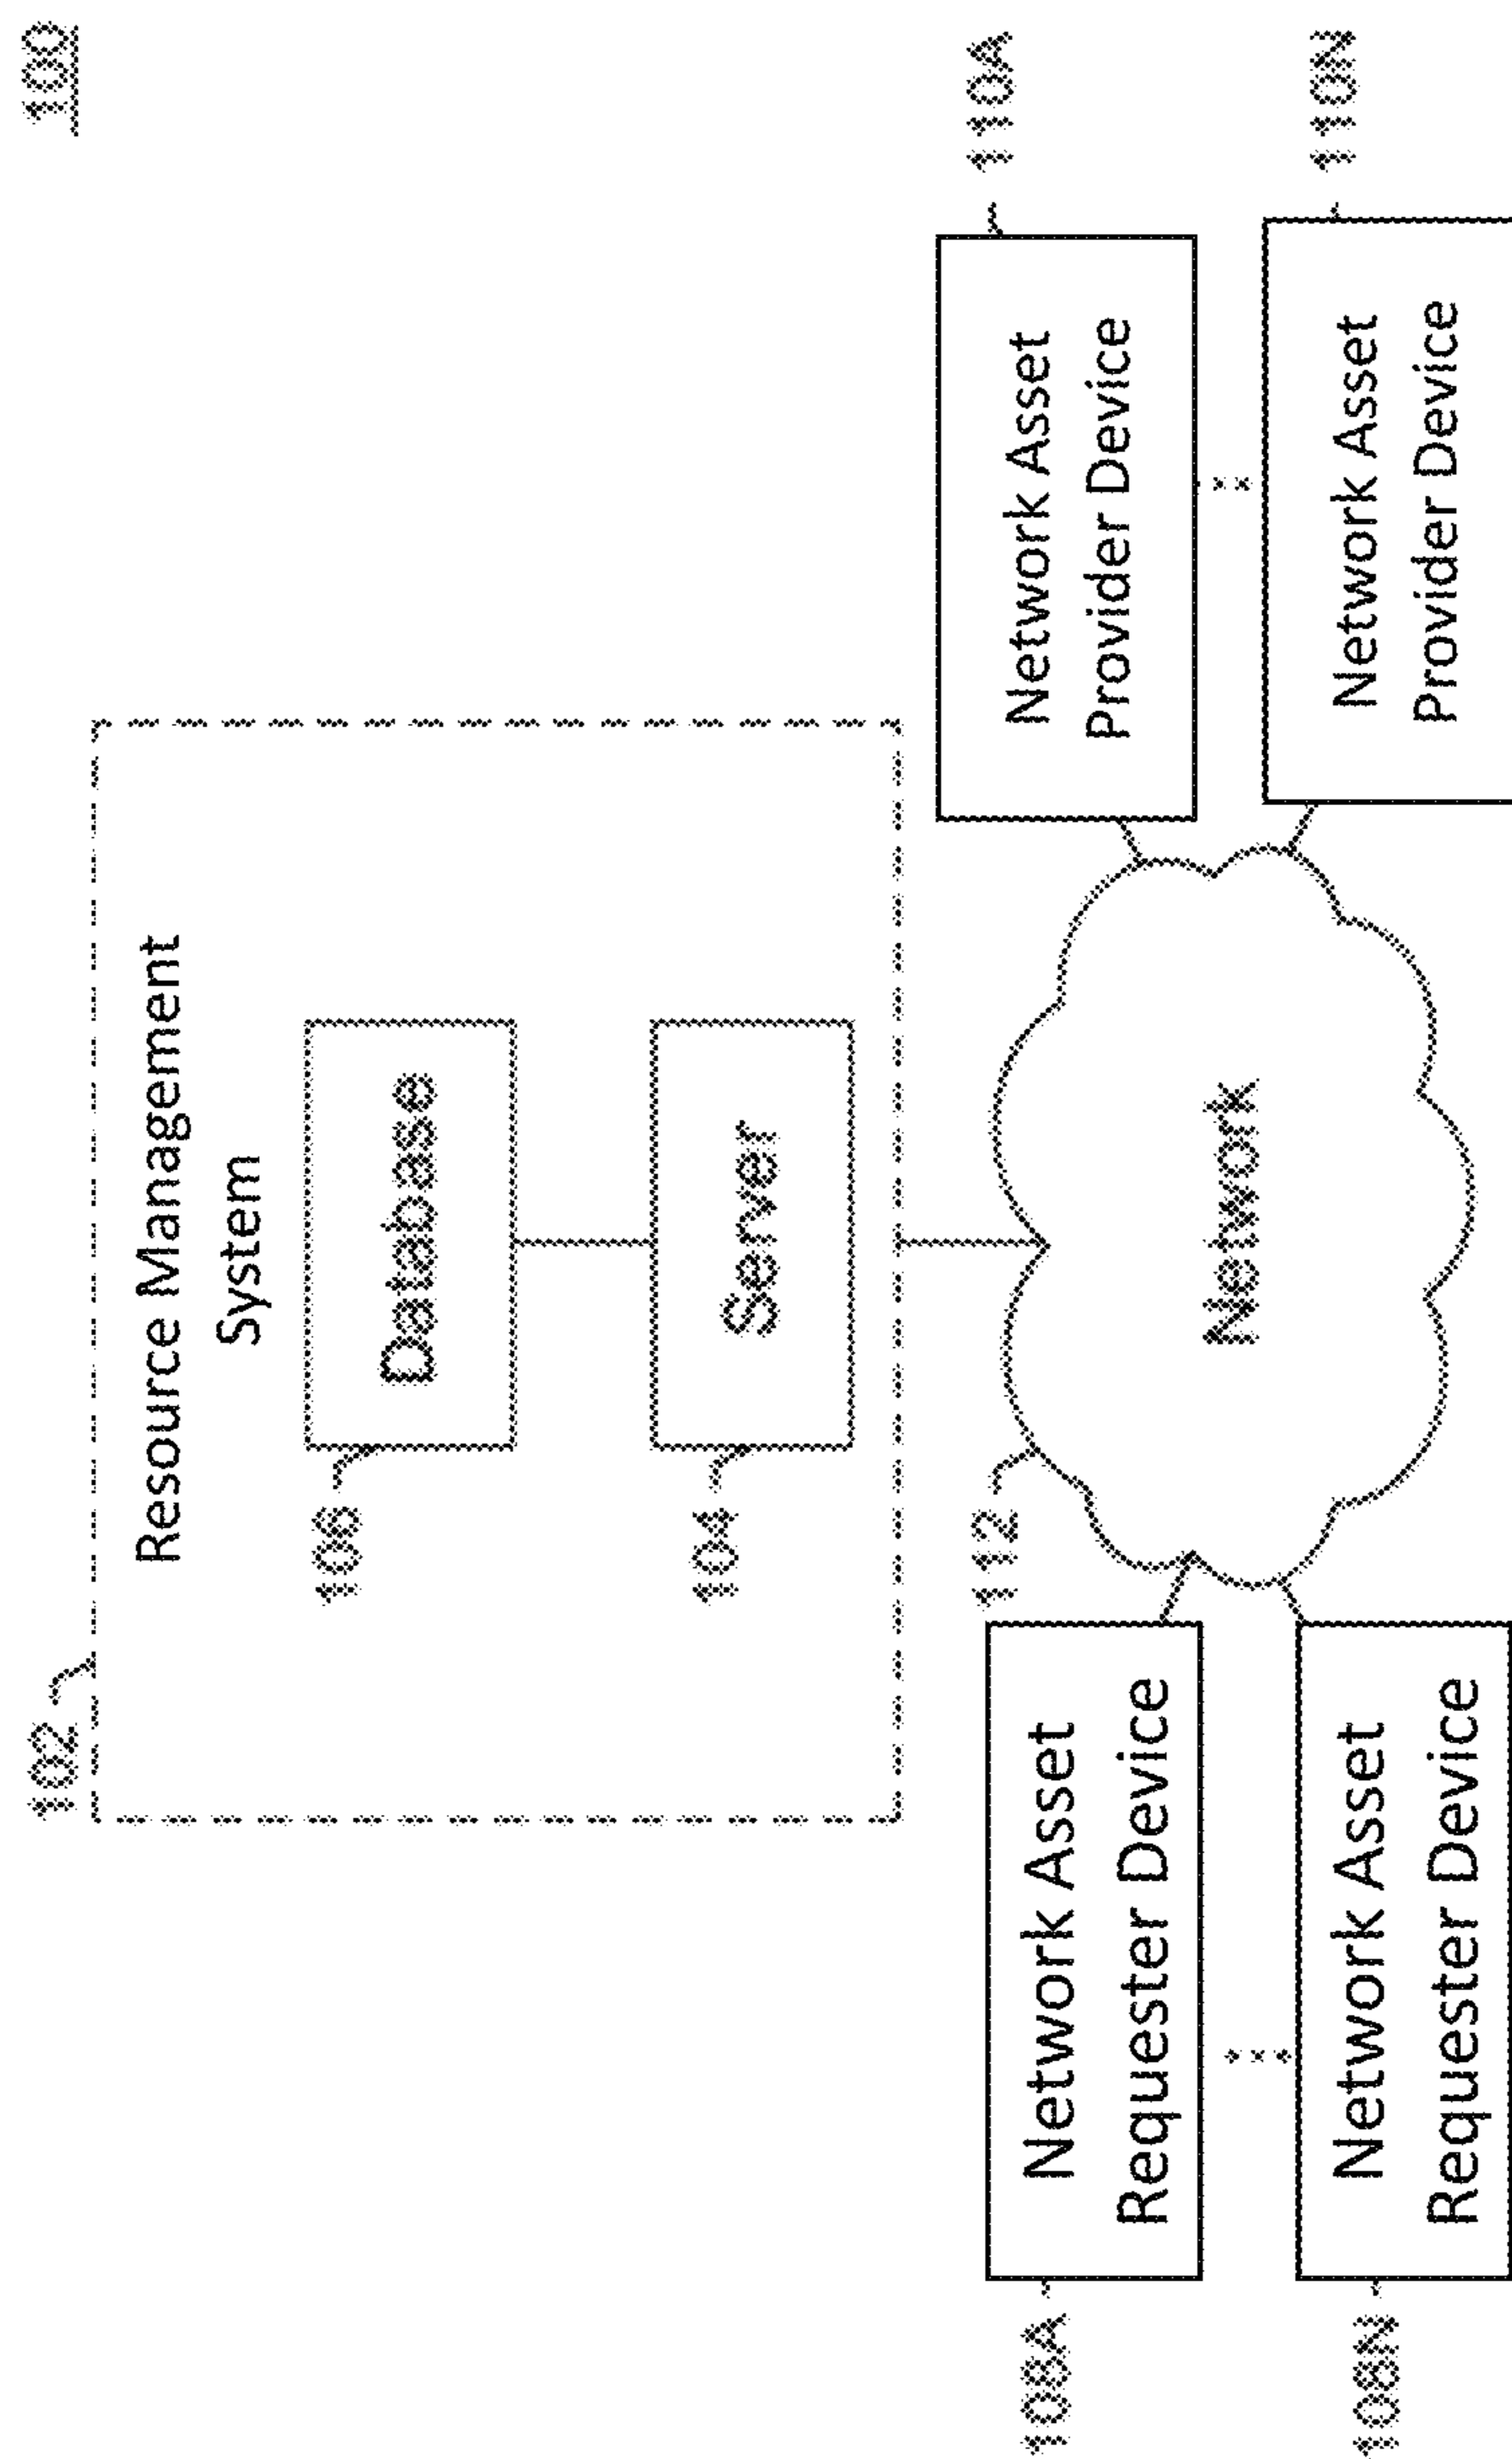 100
102
Resource Management
System
106
Database
104
Server
112
Network
108A
Network Asset
Requester Device
108N
Network Asset
Requester Device
110A
Network Asset
Provider Device
110N
Network Asset
Provider Device